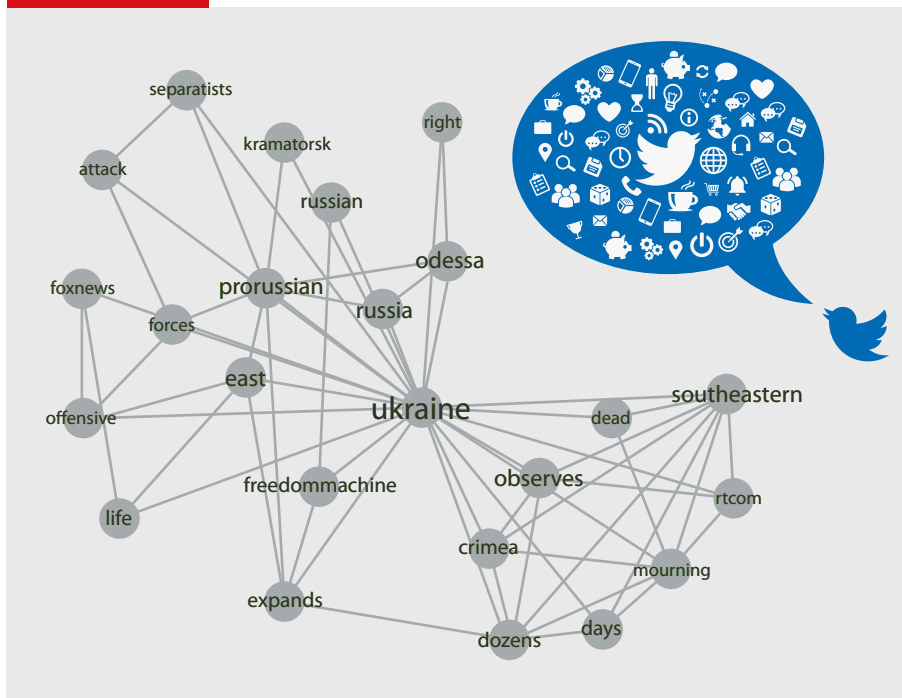 separatists
right
kramatorsk
attack
russian
odessa
prorussian
foxnews
russia
forces
east
southeastern
ukraine
offensive
dead
observes
freedommachine
rtcom
life
crimea
mourning
expands
days
dozens